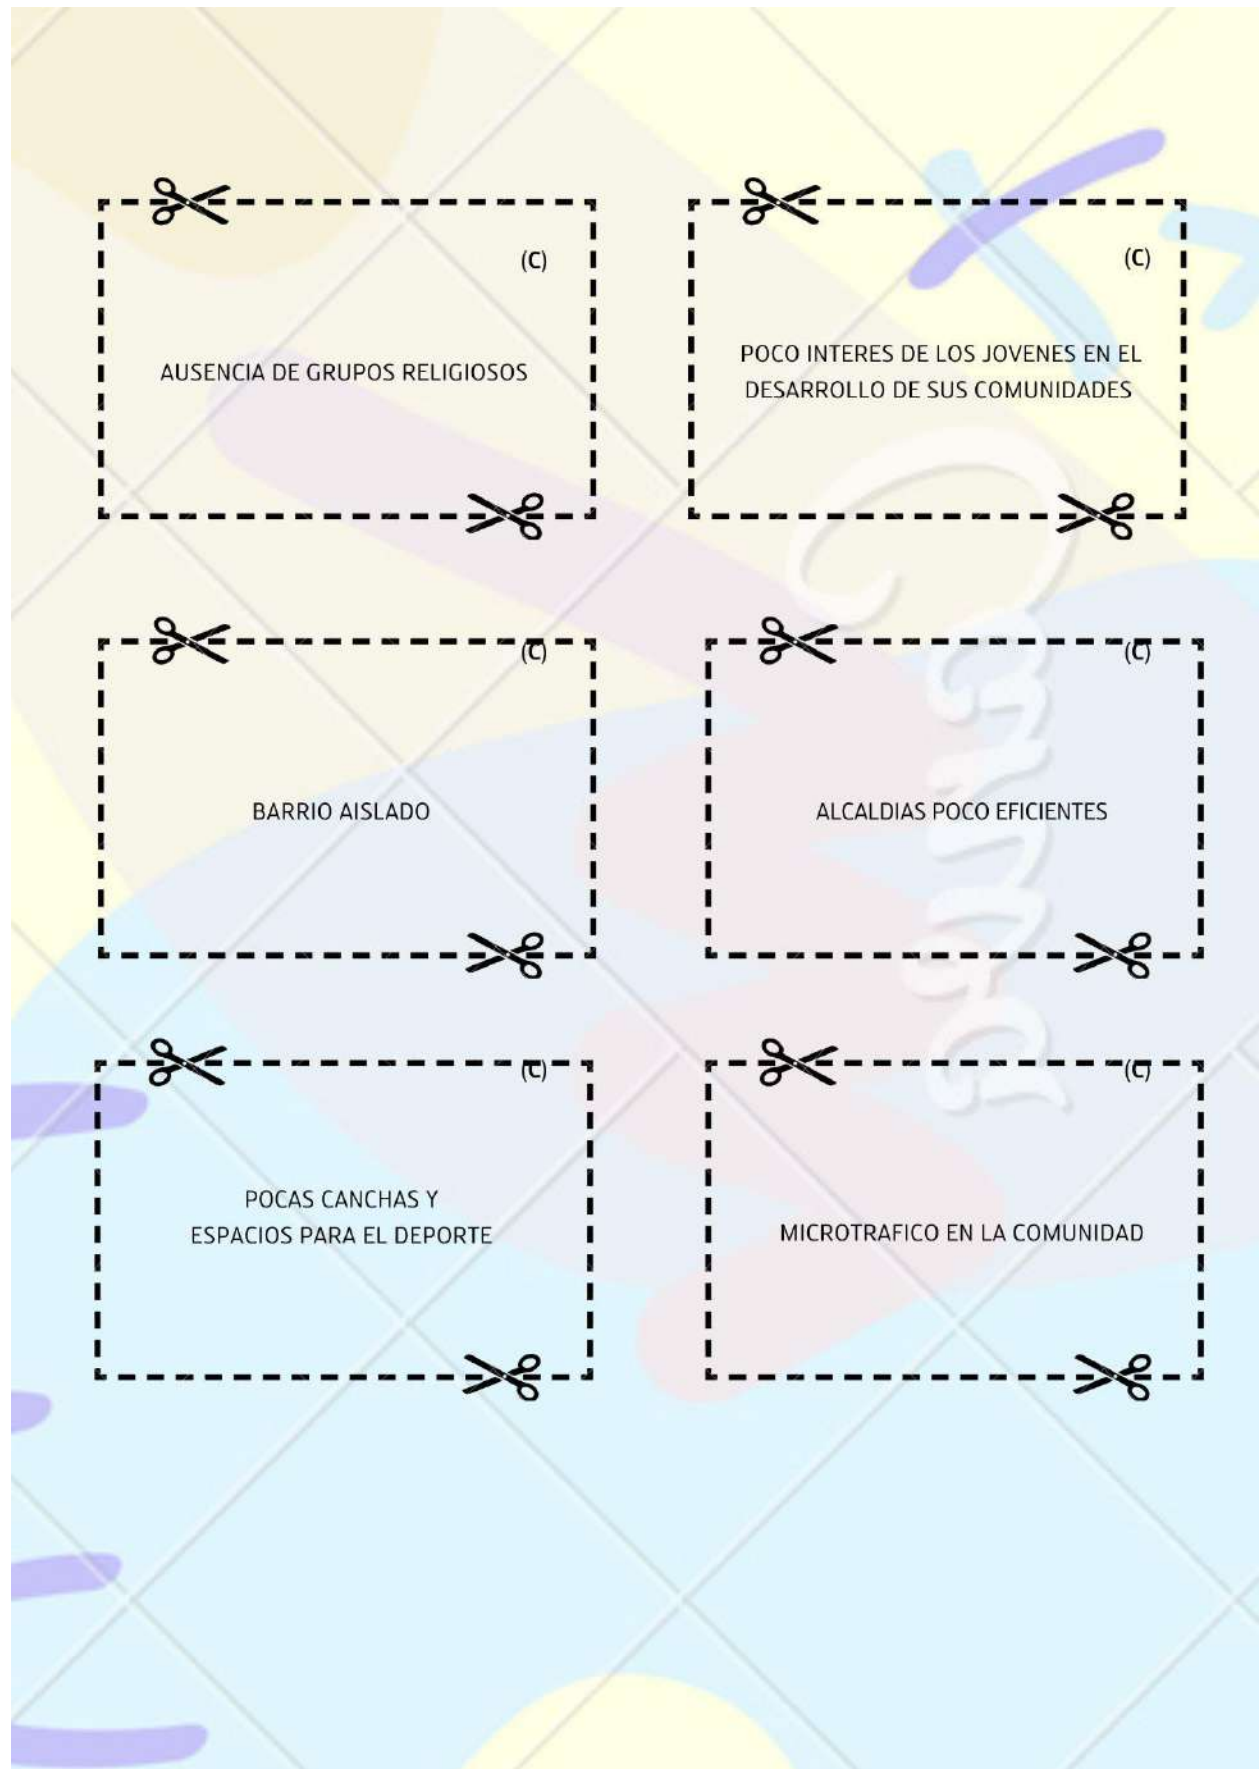 (C)
AUSENCIA DE GRUPOS RELIGIOSOS
(C)
POCO INTERES DE LOS JOVENES EN EL
DESARROLLO DE SUS COMUNIDADES
(C)
BARRIO AISLADO
(C)
ALCALDIAS POCO EFICIENTES
(C)
POCAS CANCHAS Y
ESPACIOS PARA EL DEPORTE
(C)
MICROTRAFICO EN LA COMUNIDAD
Canva